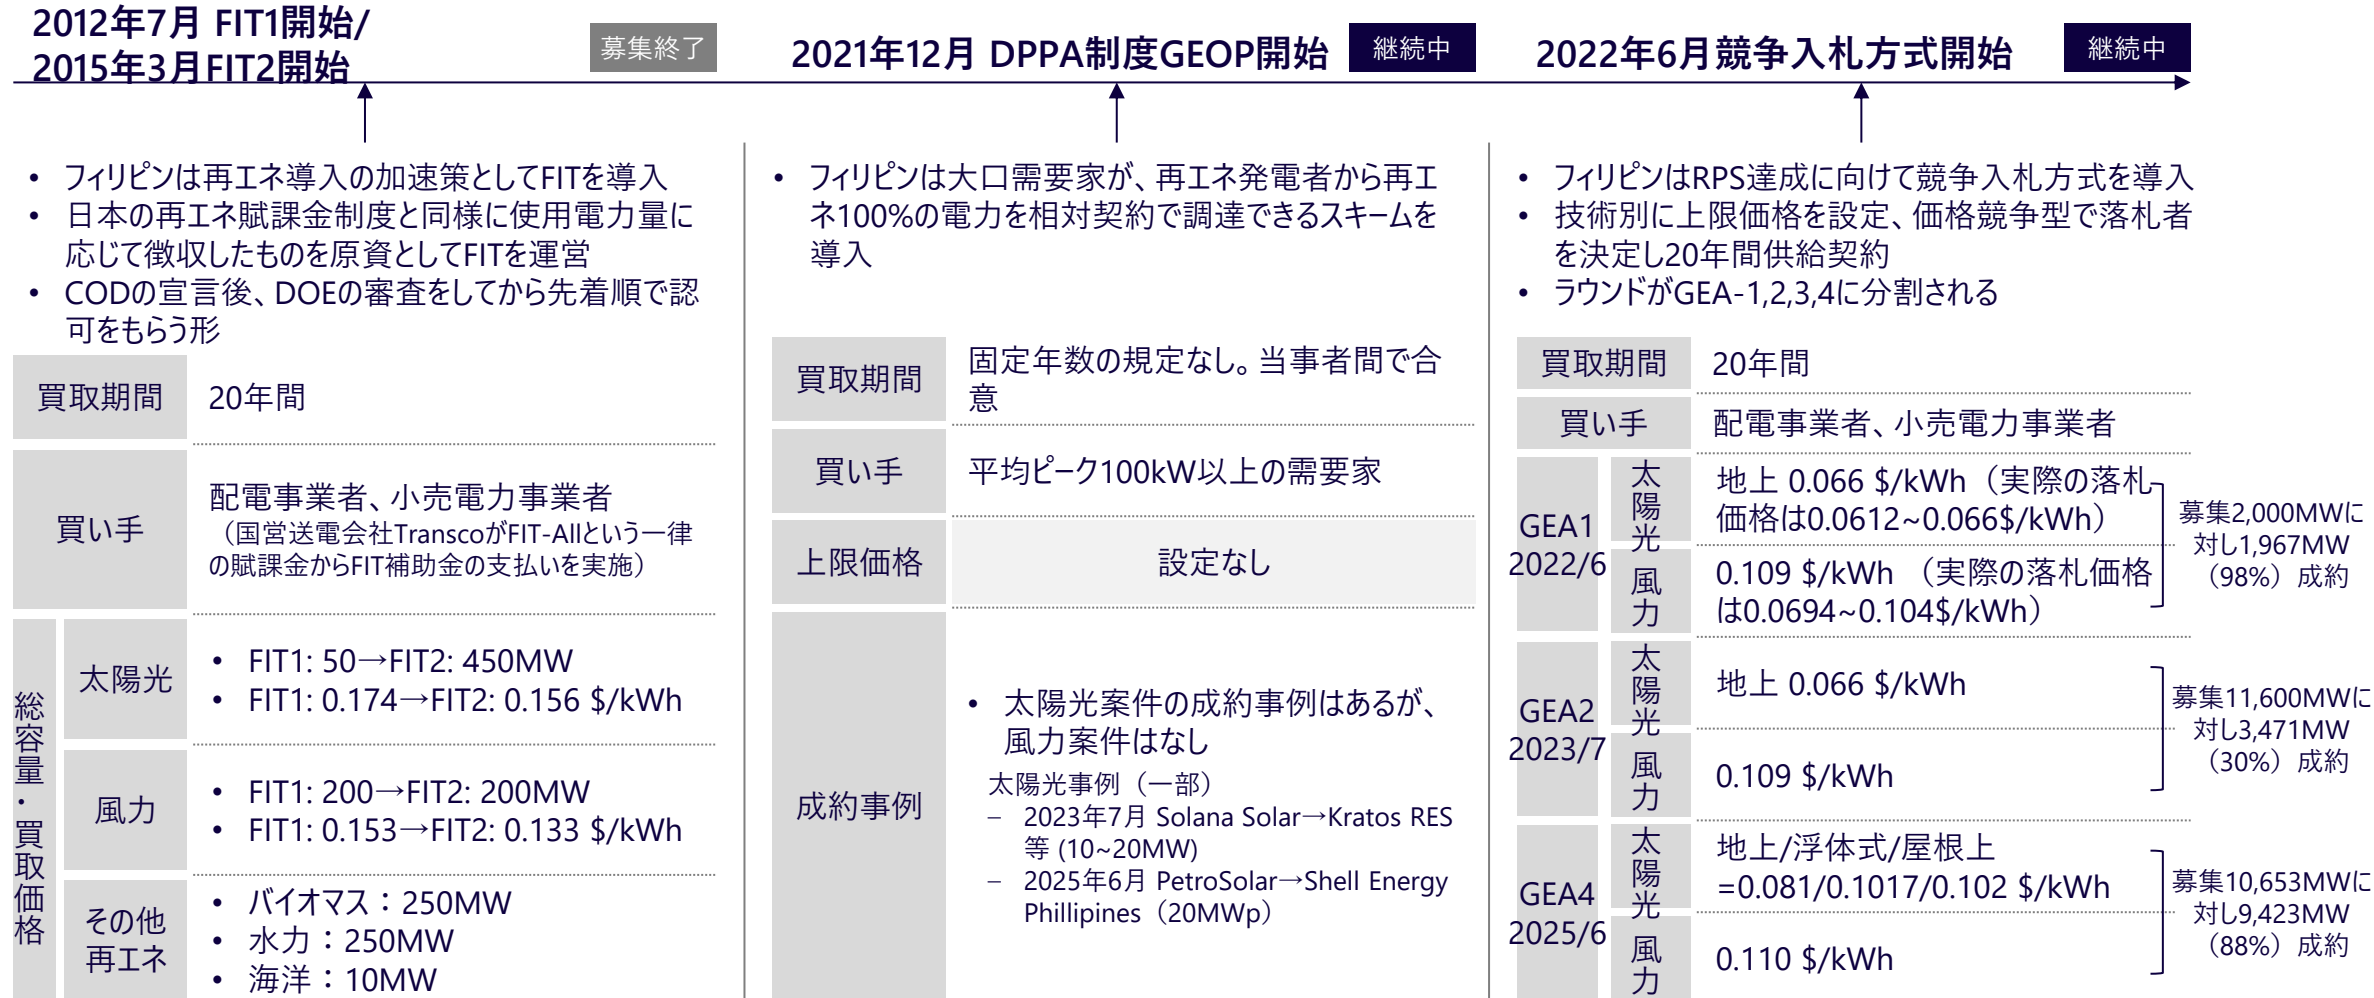 2012年7月 FIT1開始/
2015年3月FIT2開始
募集終了
2021年12月 DPPA制度GEOP開始
継続中
2022年6月競争入札方式開始
継続中
• フィリピンは再エネ導入の加速策としてFITを導入
• 日本の再エネ賦課金制度と同様に使用電力量に
応じて徴収したものを原資としてFITを運営
• CODの宣言後、DOEの審査をしてから先着順で認
可をもらう形
買取期間
20年間
買い手
配電事業者、小売電力事業者
（国営送電会社TranscoがFIT-Allという一律
の賦課金からFIT補助金の支払いを実施）
総容量・買取価格
太陽光
• FIT1: 50→FIT2: 450MW
• FIT1: 0.174→FIT2: 0.156 $/kWh
風力
• FIT1: 200→FIT2: 200MW
• FIT1: 0.153→FIT2: 0.133 $/kWh
その他
再エネ
• バイオマス：250MW
• 水力：250MW
• 海洋：10MW
• フィリピンは大口需要家が、再エネ発電者から再エ
ネ100%の電力を相対契約で調達できるスキームを
導入
買取期間
固定年数の規定なし。当事者間で合
意
買い手
平均ピーク100kW以上の需要家
上限価格
設定なし
成約事例
• 太陽光案件の成約事例はあるが、
風力案件はなし
太陽光事例（一部）
– 2023年7月 Solana Solar→Kratos RES
等 (10~20MW)
– 2025年6月 PetroSolar→Shell Energy
Phillipines（20MWp）
• フィリピンはRPS達成に向けて競争入札方式を導入
• 技術別に上限価格を設定、価格競争型で落札者
を決定し20年間供給契約
• ラウンドがGEA-1,2,3,4に分割される
買取期間
20年間
買い手
配電事業者、小売電力事業者
GEA1
2022/6
太陽光
地上 0.066 $/kWh（実際の落札
価格は0.0612~0.066$/kWh）
風力
0.109 $/kWh （実際の落札価格
は0.0694~0.104$/kWh）
募集2,000MWに
対し1,967MW
（98%）成約
GEA2
2023/7
太陽光
地上 0.066 $/kWh
風力
0.109 $/kWh
募集11,600MWに
対し3,471MW
（30%）成約
GEA4
2025/6
太陽光
地上/浮体式/屋根上
=0.081/0.1017/0.102 $/kWh
風力
0.110 $/kWh
募集10,653MWに
対し9,423MW
（88%）成約